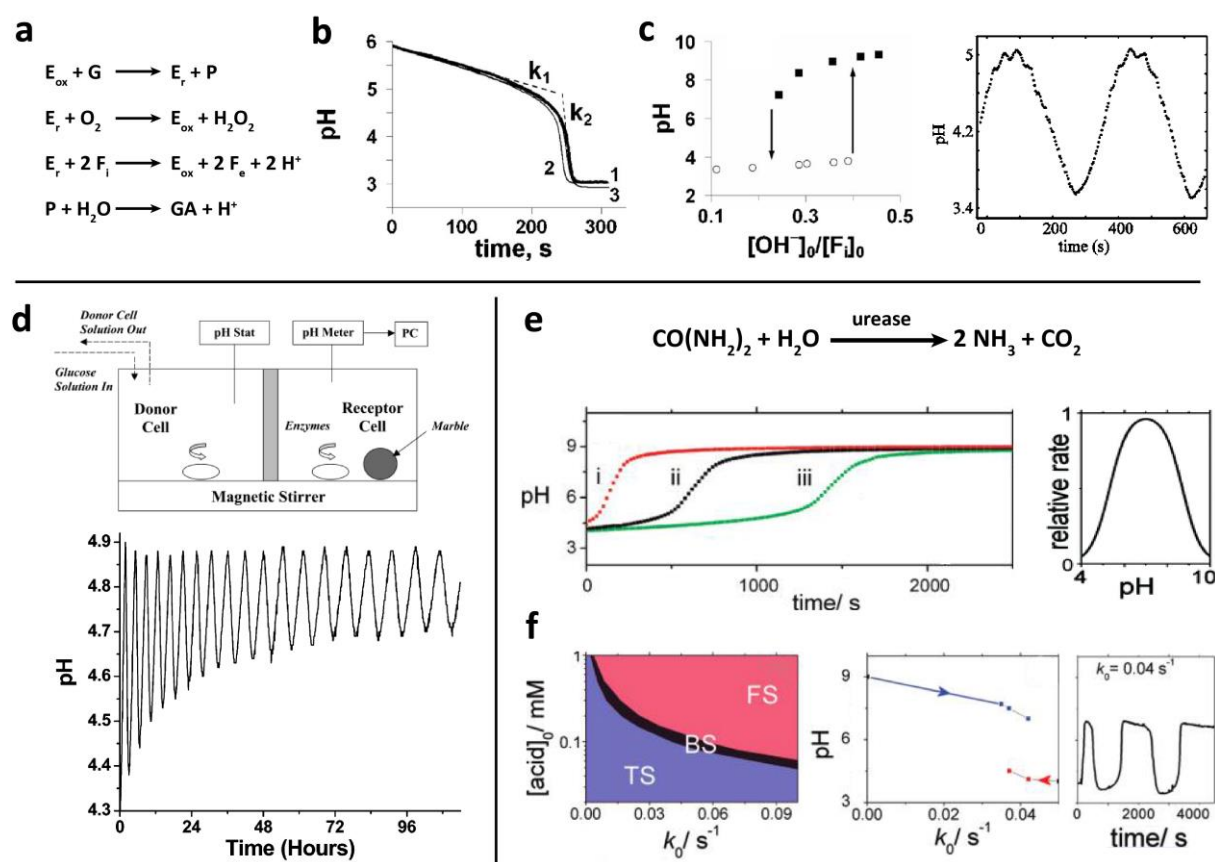 a
E_ox + G ⟶ E_r + P
E_r + O_2 ⟶ E_ox + H_2O_2
E_r + 2 F_i ⟶ E_ox + 2 F_e + 2 H^+
P + H_2O ⟶ GA + H^+
b
6
5
4
3
pH
k_1
k_2
1
2
3
0
100
200
300
time, s
c
10
8
6
4
2
pH
0.1
0.3
0.5
[OH^−]_0/[F_i]_0
5
4.2
3.4
pH
0
200
400
600
time (s)
d
Donor Cell
Solution Out
Glucose
Solution In
pH Stat
pH Meter
PC
Donor
Cell
Enzymes
Receptor
Cell
Marble
Magnetic Stirrer
4.9
4.8
4.7
4.6
4.5
4.4
4.3
pH
0
12
24
36
48
60
72
84
96
Time (Hours)
e
urease
CO(NH_2)_2 + H_2O ⟶ 2 NH_3 + CO_2
9
6
3
pH
i
ii
iii
0
1000
2000
time/ s
1
0
relative rate
4
10
pH
f
1
0.1
[acid]_0/ mM
FS
BS
TS
0.00
0.03
0.06
0.09
k_0/ s^-1
9
6
3
pH
0.00
0.02
0.04
k_0/ s^-1
k_0= 0.04 s^-1
0
2000
4000
time/ s